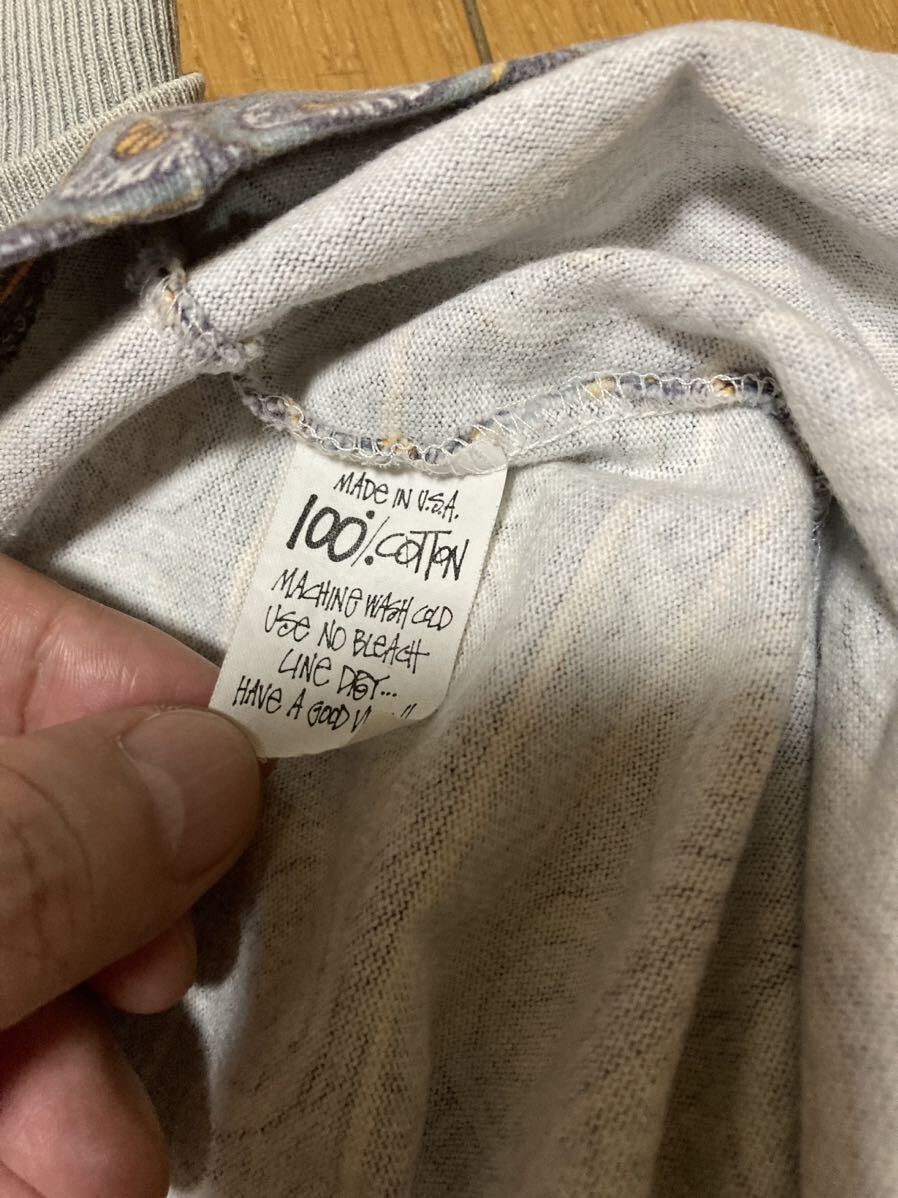 MADE IN U.S.A.
100% COTTON
MACHINE WASH COLD
USE NO BLEACH
LINE DRY...
HAVE A GOOD